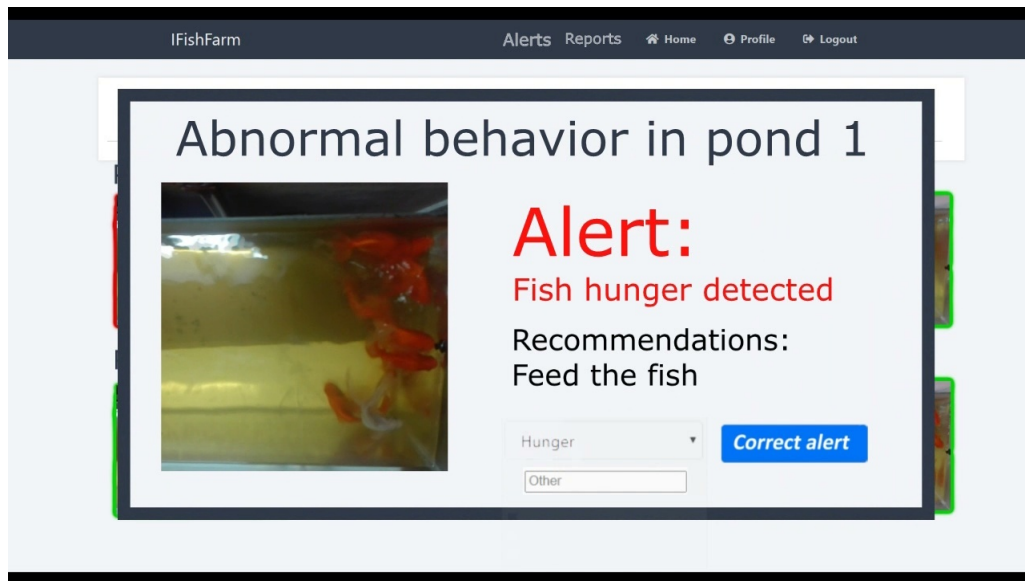 IFishFarm
Alerts Reports Home Profile Logout
Abnormal behavior in pond 1
Alert:
Fish hunger detected
Recommendations:
Feed the fish
Hunger
Correct alert
Other